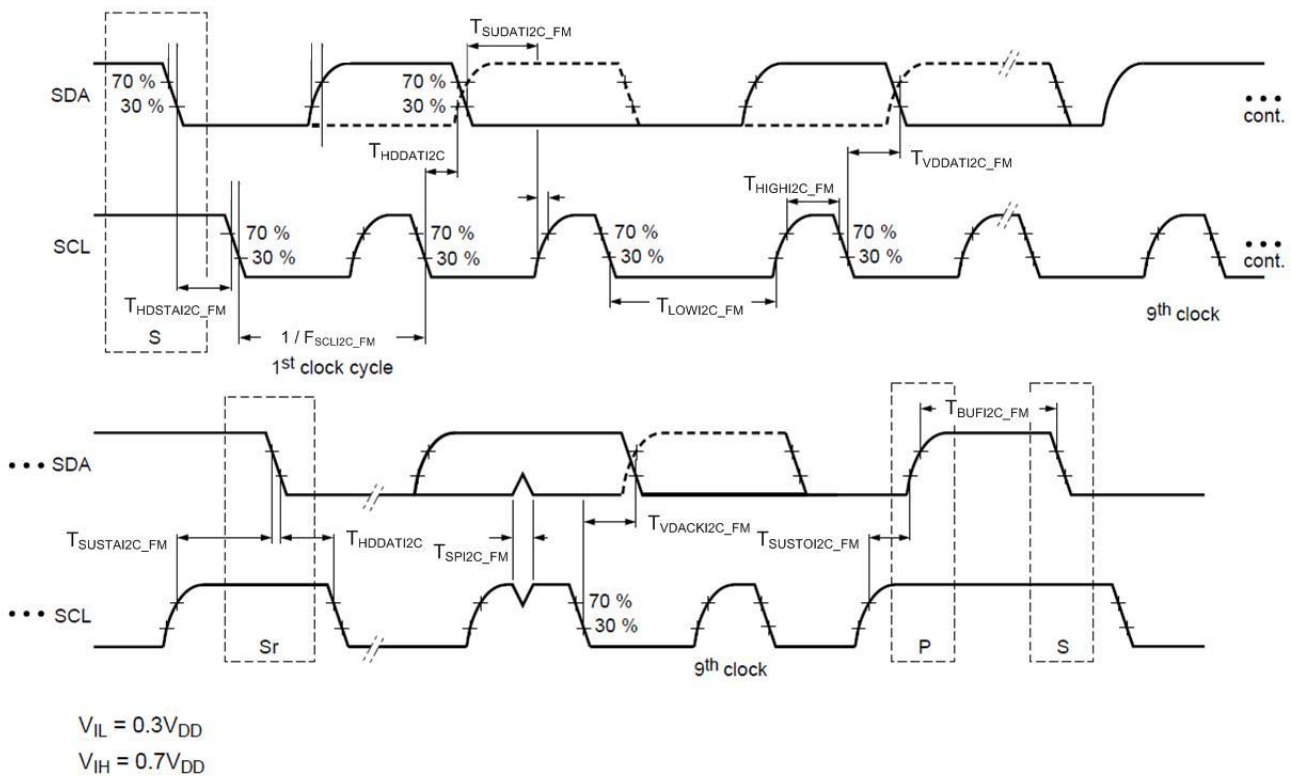 T_SUDATI2C_FM
SDA
70 %
30 %
70 %
30 %
•••
cont.
T_HDDATI2C
T_VDDATI2C_FM
T_HIGHI2C_FM
SCL
70 %
30 %
70 %
30 %
70 %
30 %
70 %
30 %
•••
cont.
T_HDSTAI2C_FM
T_LOWI2C_FM
S
1 / F_SCLI2C_FM
9th clock
1st clock cycle
T_BUFI2C_FM
••• SDA
T_SUSTAI2C_FM
T_HDDATI2C
T_SPI2C_FM
T_VDACKI2C_FM
T_SUSTOI2C_FM
••• SCL
70 %
30 %
Sr
9th clock
P
S
V_IL = 0.3V_DD
V_IH = 0.7V_DD